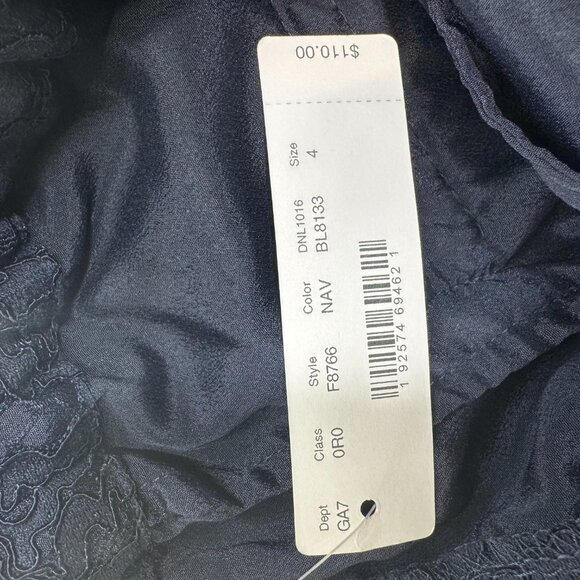 Dept Class Style Color DNL1016 Size
GA7 0R0 F8766 NAV BL8133 4
1 92574 69462 1
$110.00